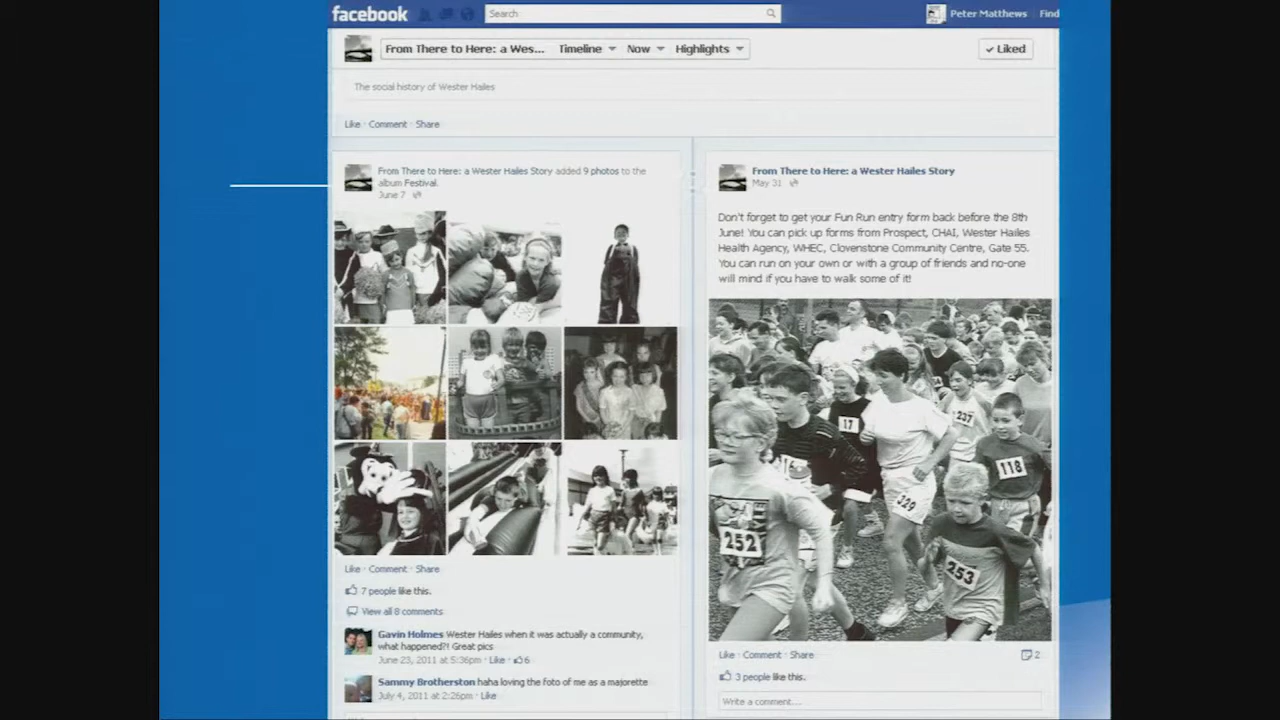 facebook
Search
Peter Matthews
Find
From There to Here: a Wes...
Timeline
Now
Highlights
Liked
The social history of Wester Hailes
Like · Comment · Share
From There to Here: a Wester Hailes Story added 9 photos to the
album Festival.
June 7
Like · Comment · Share
7 people like this.
View all 8 comments
Gavin Holmes Wester Hailes when it was actually a community,
what happened?! Great pics
June 23, 2011 at 5:36pm · Like · 6
Sammy Brotherston haha loving the foto of me as a majorette
July 4, 2011 at 2:26pm · Like
From There to Here: a Wester Hailes Story
May 31
Don't forget to get your Fun Run entry form back before the 8th
June! You can pick up forms from Prospect, CHAI, Wester Hailes
Health Agency, WHEC, Clovenstone Community Centre, Gate 55.
You can run on your own or with a group of friends and no-one
will mind if you have to walk some of it!
17
237
118
329
252
253
Like · Comment · Share
2
3 people like this.
Write a comment...